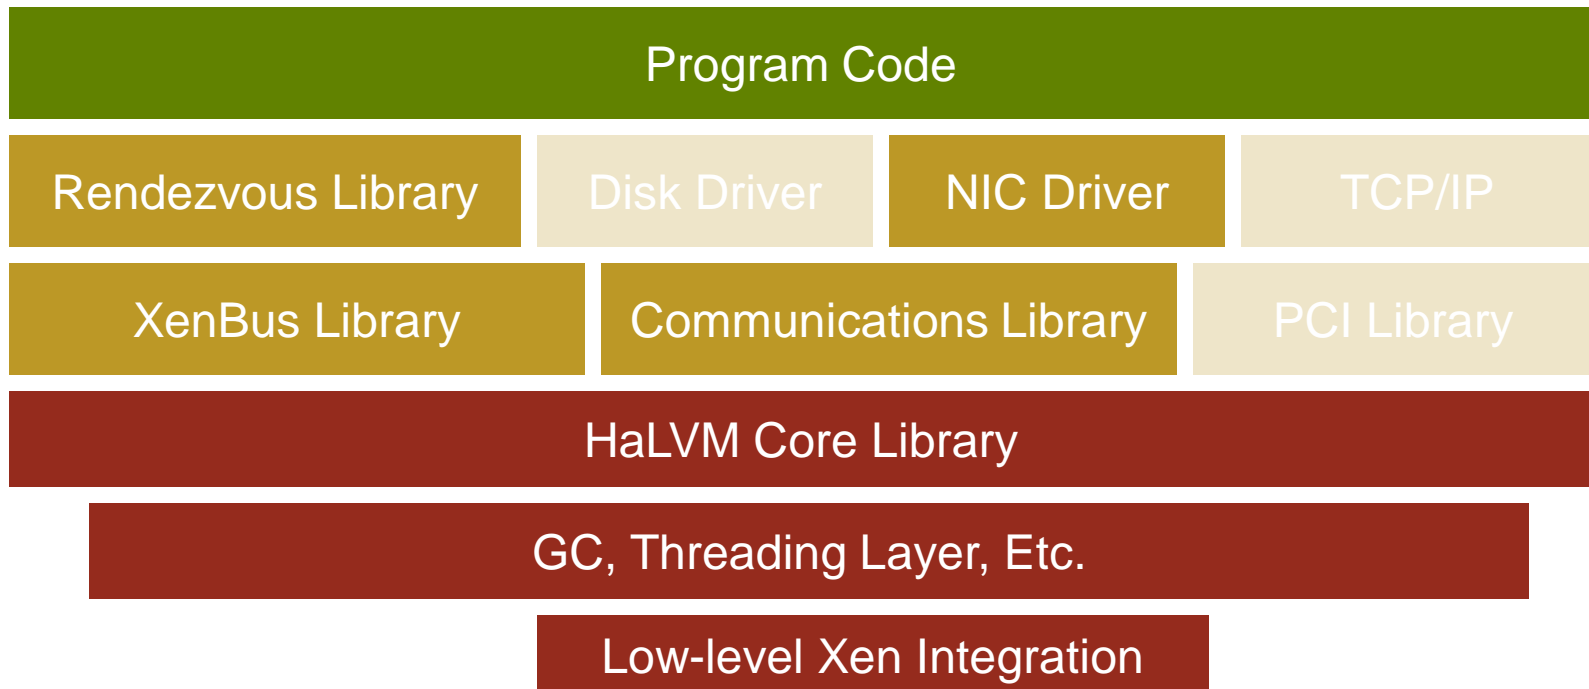 Program Code
Rendezvous Library
Disk Driver
NIC Driver
TCP/IP
XenBus Library
Communications Library
PCI Library
HaLVM Core Library
GC, Threading Layer, Etc.
Low-level Xen Integration